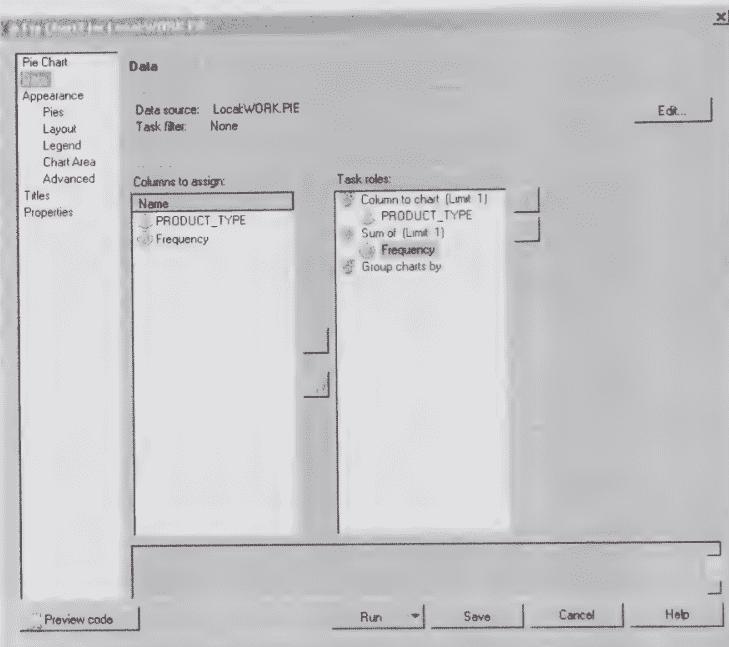 Pie Chart
Data
Appearance
Pies
Layout
Legend
Chart Area
Advanced
Titles
Properties
Data
Data source: Local:WORK.PIE
Task filter: None
Edit...
Columns to assign:
Name
PRODUCT_TYPE
Frequency
Task roles:
Column to chart (Limit: 1)
PRODUCT_TYPE
Sum of (Limit: 1)
Frequency
Group charts by
Preview code
Run
Save
Cancel
Help